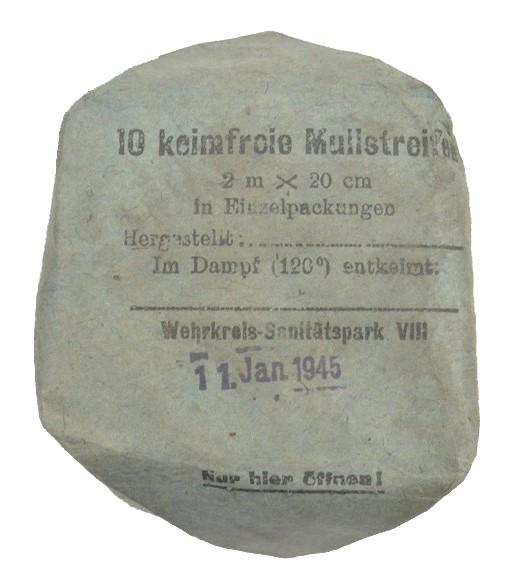 10 keimfreie Mullstreifen
2 m × 20 cm
in Einzelpackungen
Hergestellt:
Im Dampf (120°) entkeimt:
Wehrkreis-Sanitätspark VIII
11. Jan 1945
Nur hier öffnen!